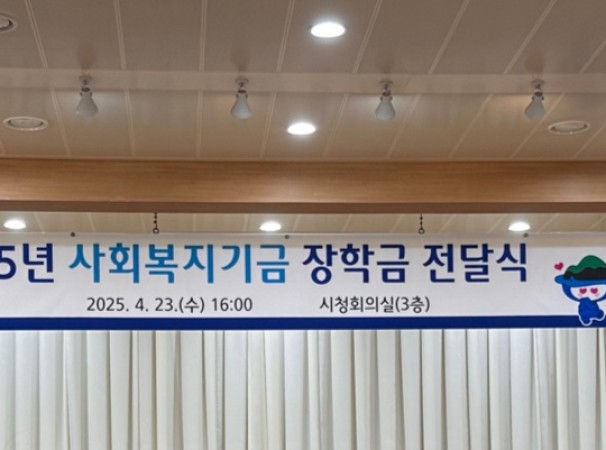 5년 사회복지기금 장학금 전달식
2025. 4. 23.(수) 16:00 시청회의실(3층)